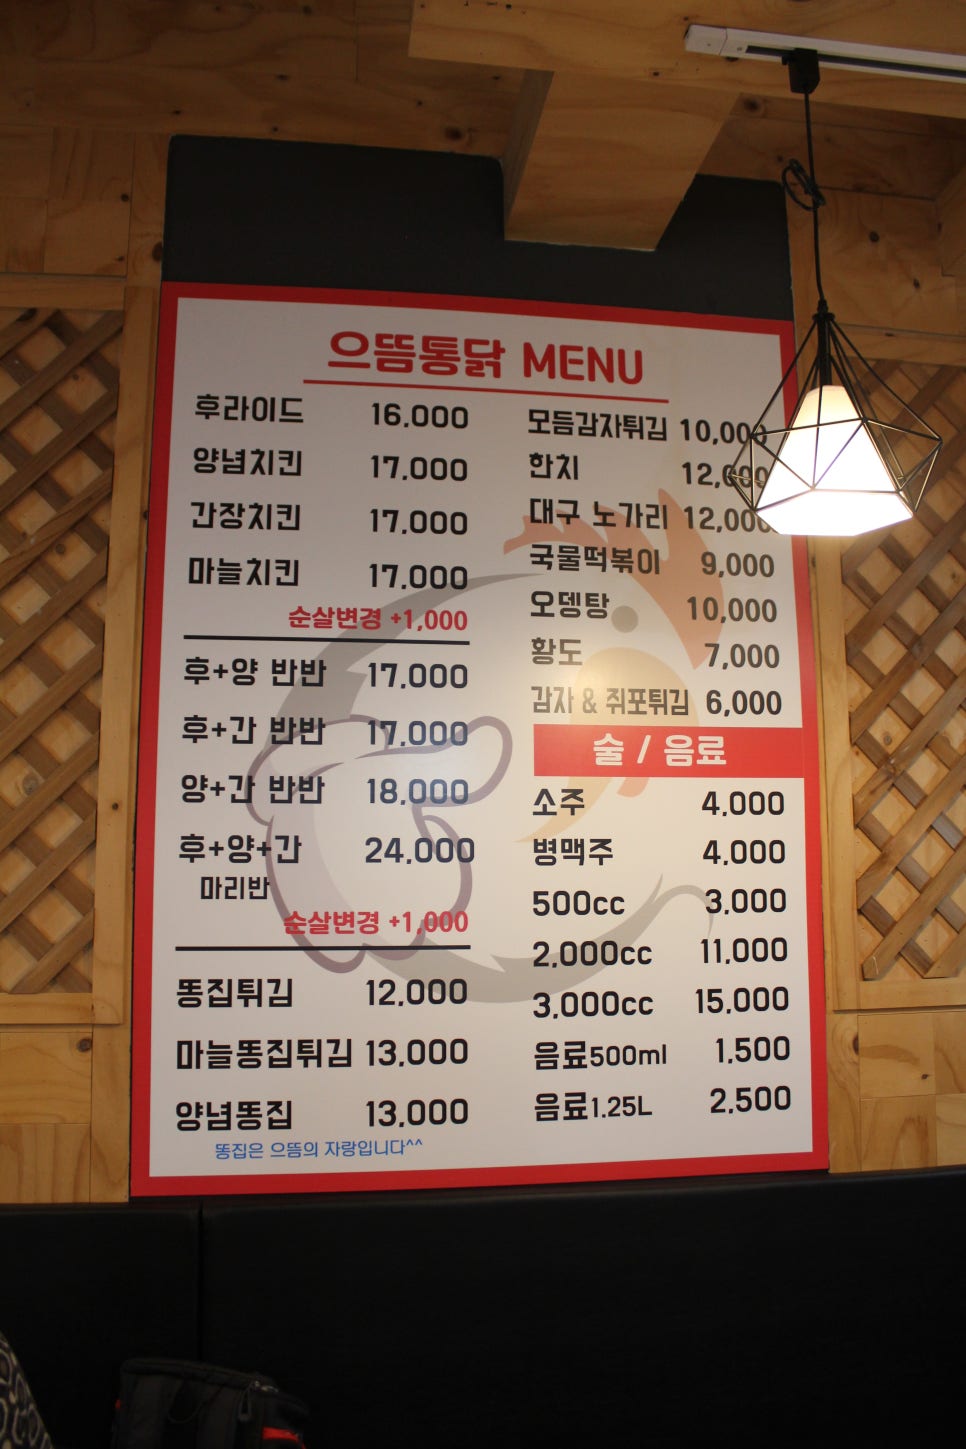 으뜸통닭 MENU
후라이드 16,000
양념치킨 17,000
간장치킨 17,000
마늘치킨 17,000
순살변경 +1,000
후+양 반반 17,000
후+간 반반 17,000
양+간 반반 18,000
후+양+간 24,000
마리반
순살변경 +1,000
똥집튀김 12,000
마늘똥집튀김 13,000
양념똥집 13,000
똥집은 으뜸의 자랑입니다^^
모듬감자튀김 10,000
한치 12,000
대구 노가리 12,000
국물떡볶이 9,000
오뎅탕 10,000
황도 7,000
감자 & 쥐포튀김 6,000
술 / 음료
소주 4,000
병맥주 4,000
500cc 3,000
2,000cc 11,000
3,000cc 15,000
음료500ml 1,500
음료1.25L 2,500